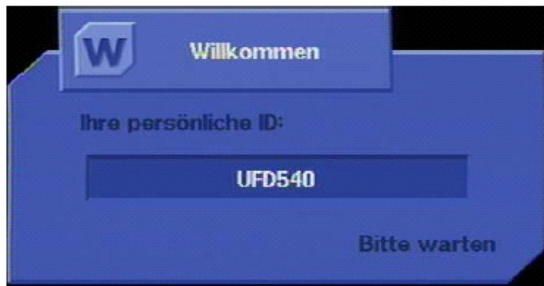 W Willkommen
Ihre persönliche ID:
UFD540
Bitte warten